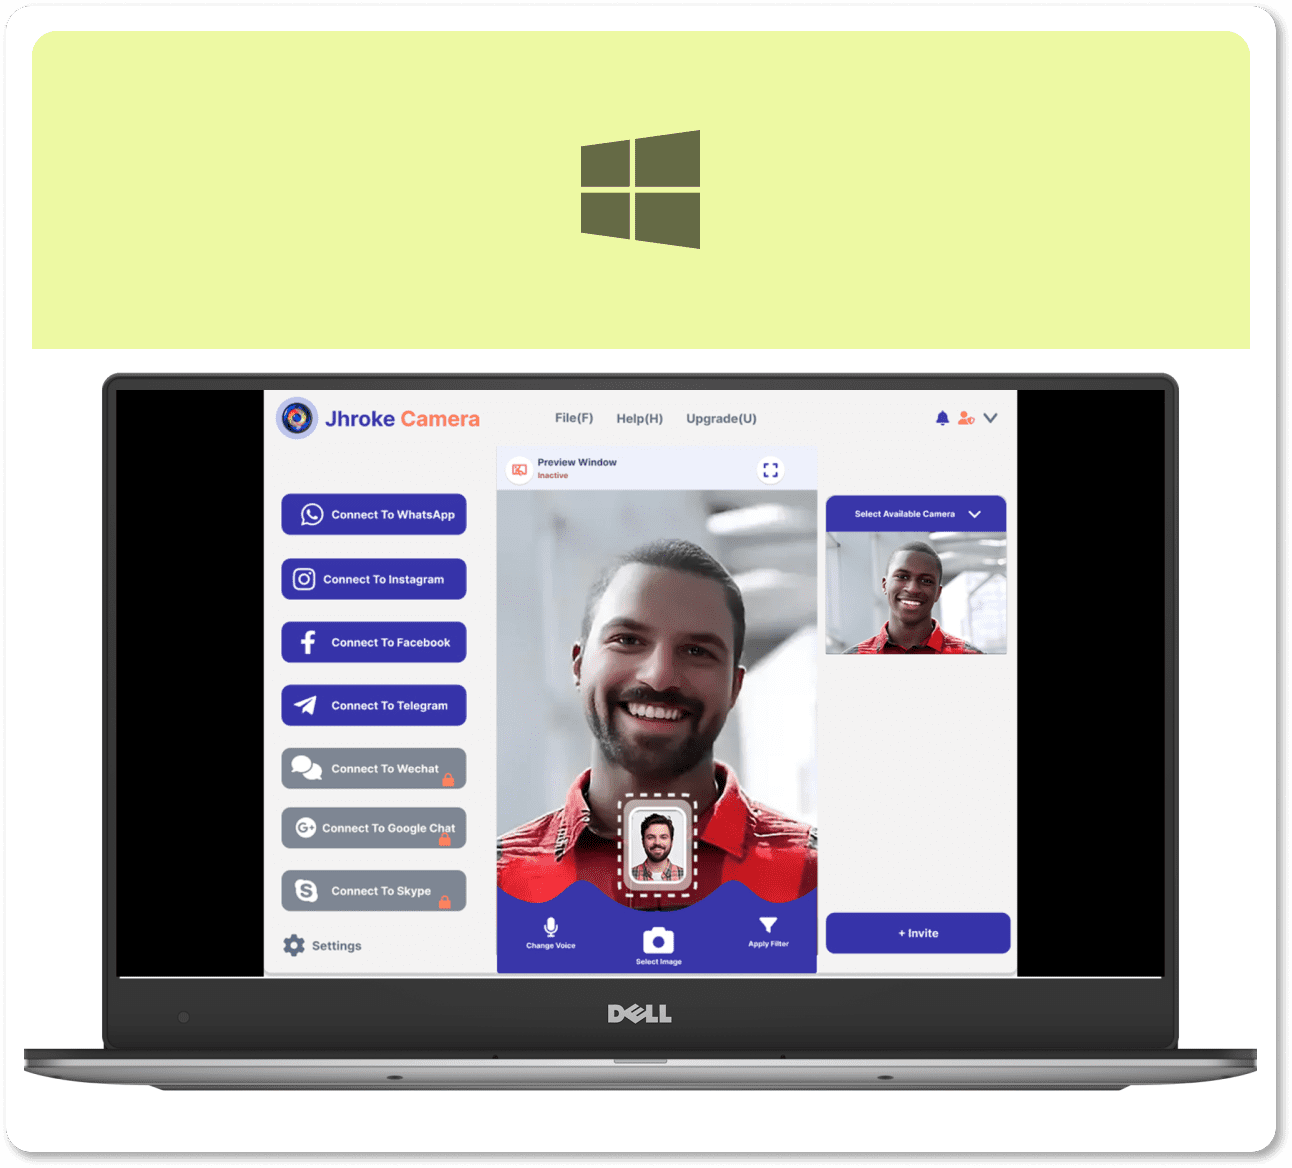 Jhroke Camera
File(F) Help(H) Upgrade(U)
Preview Window
Inactive
Connect To WhatsApp
Connect To Instagram
Connect To Facebook
Connect To Telegram
Connect To Wechat
Connect To Google Chat
Connect To Skype
Settings
Change Voice
Select Image
Apply Filter
Select Available Camera
+ Invite
DELL